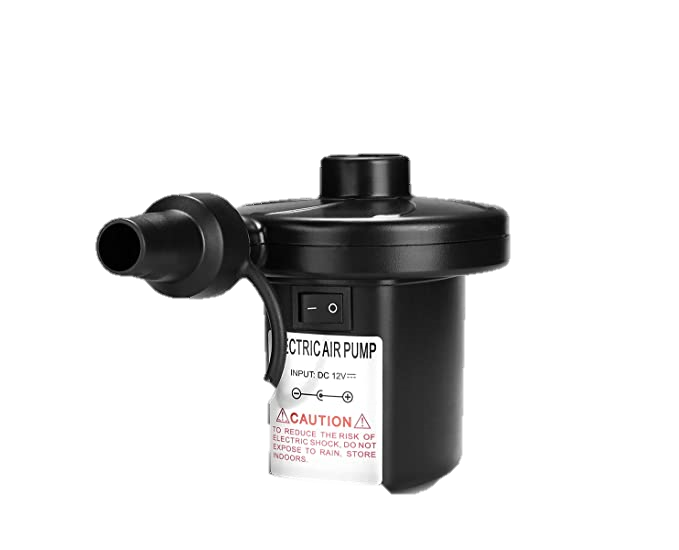 ECTRIC AIR PUMP
INPUT: DC 12V
CAUTION
TO REDUCE THE RISK OF
ELECTRIC SHOCK, DO NOT
EXPOSE TO RAIN, STORE
INDOORS.